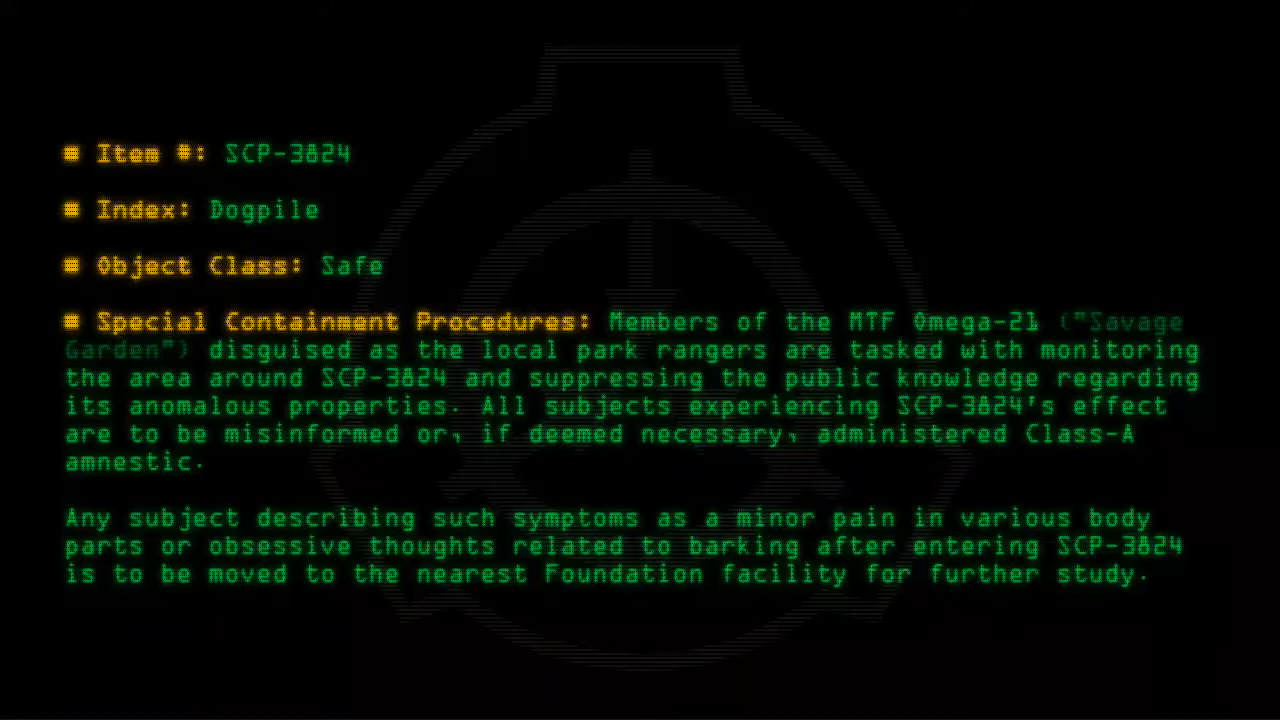 ■ Item #: SCP-3824
■ Index: Dogpile
■ Object Class: Safe
■ Special Containment Procedures: Members of the MTF Omega-21 ("Savage
Garden") disguised as the local park rangers are tasked with monitoring
the area around SCP-3824 and suppressing the public knowledge regarding
its anomalous properties. All subjects experiencing SCP-3824's effect
are to be misinformed or, if deemed necessary, administered Class-A
amnestic.
Any subject describing such symptoms as a minor pain in various body
parts or obsessive thoughts related to barking after entering SCP-3824
is to be moved to the nearest Foundation facility for further study.